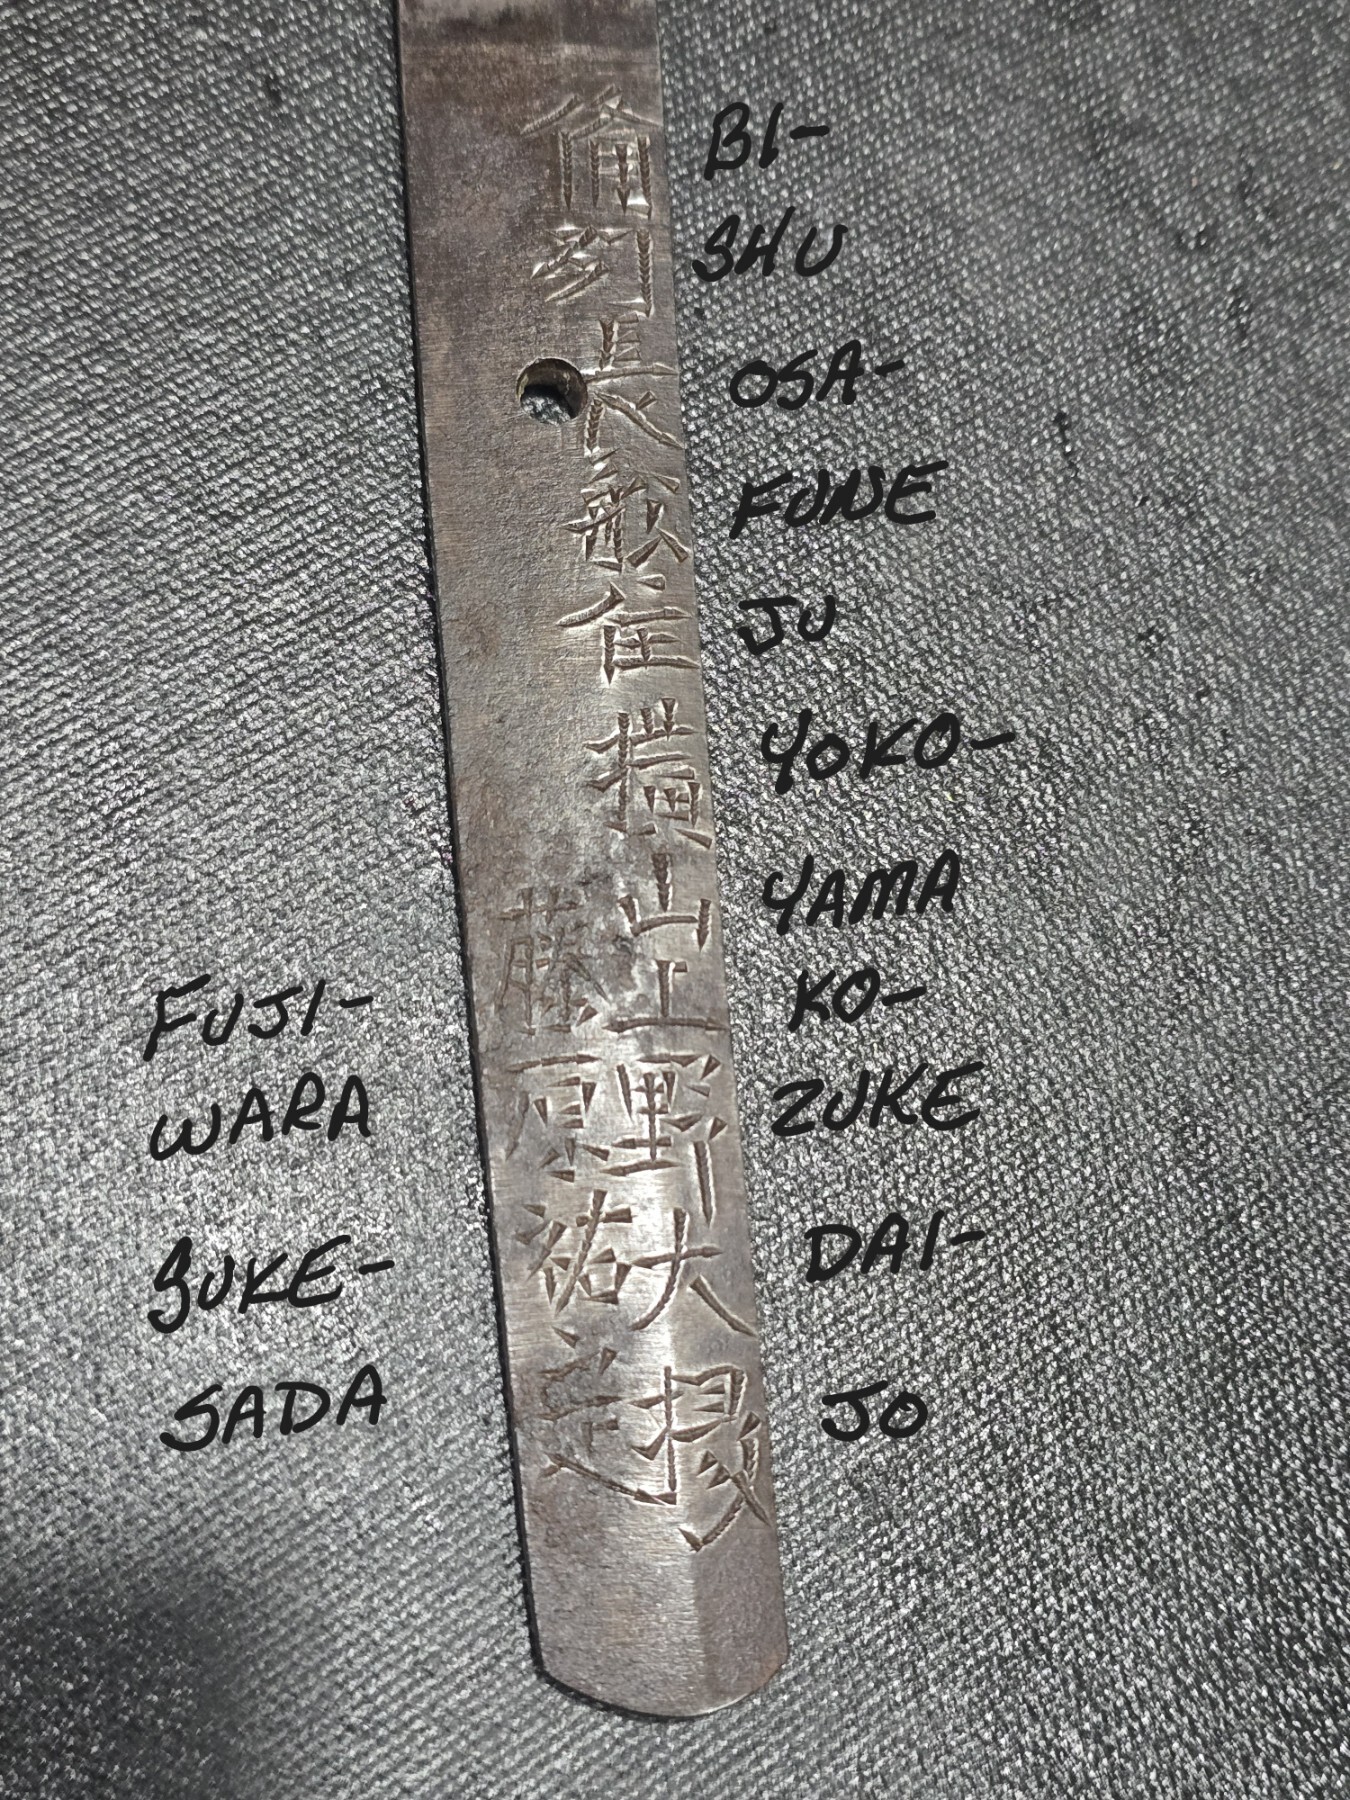 備州長舩住横山上野大掾
藤原祐定
BI-
SHU
OSA-
FUNE
JU
YOKO-
YAMA
KO-
ZUKE
DAI-
JO
FUJI-
WARA
SUKE-
SADA